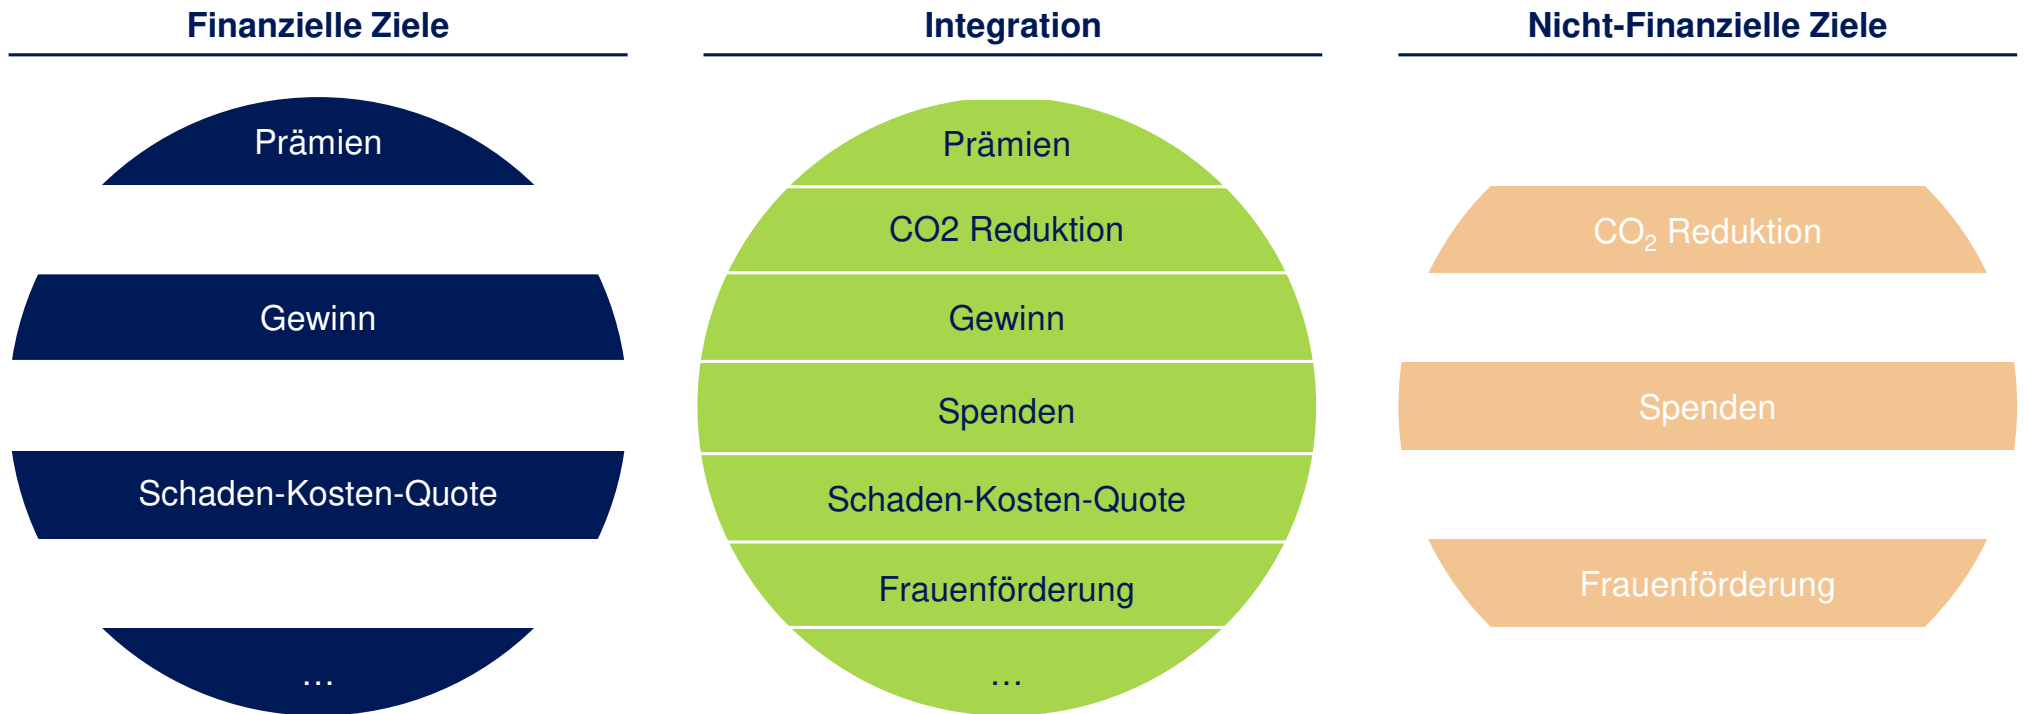 Finanzielle Ziele
Prämien
Gewinn
Schaden-Kosten-Quote
…
Integration
Prämien
CO2 Reduktion
Gewinn
Spenden
Schaden-Kosten-Quote
Frauenförderung
…
Nicht-Finanzielle Ziele
CO₂ Reduktion
Spenden
Frauenförderung